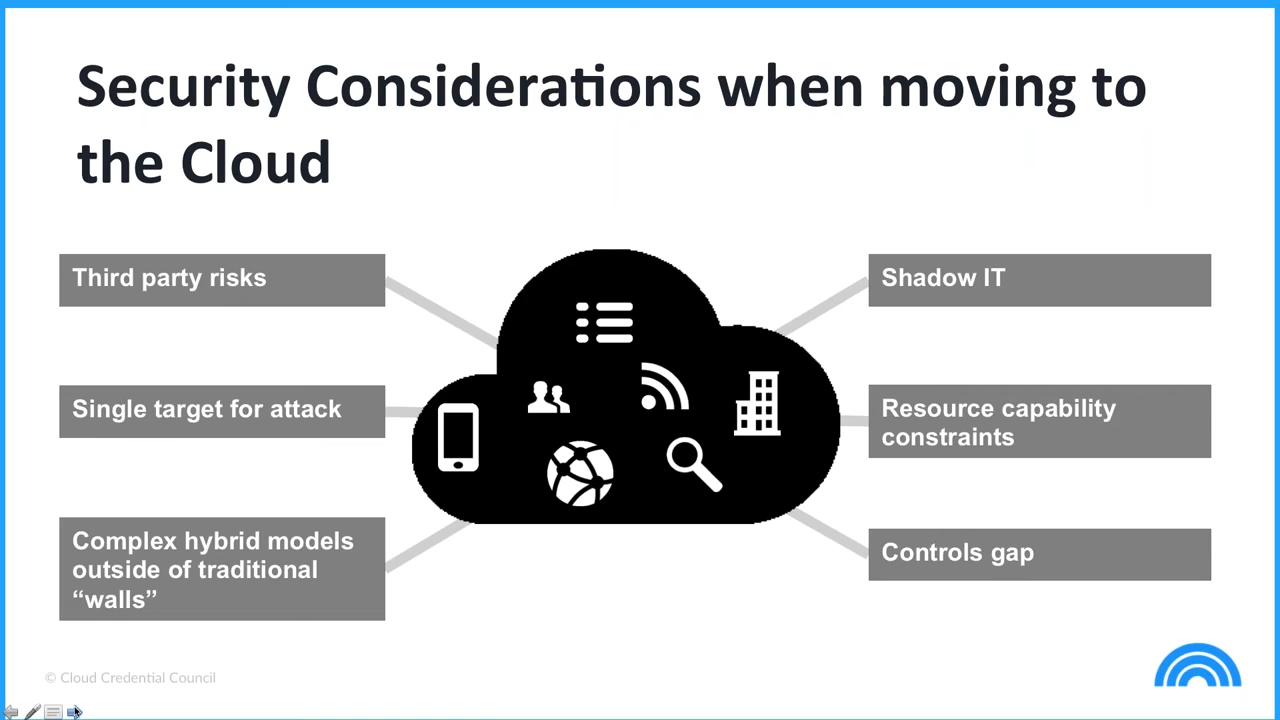 Security Considerations when moving to
the Cloud
Third party risks
Single target for attack
Complex hybrid models
outside of traditional
“walls”
Shadow IT
Resource capability
constraints
Controls gap
© Cloud Credential Council